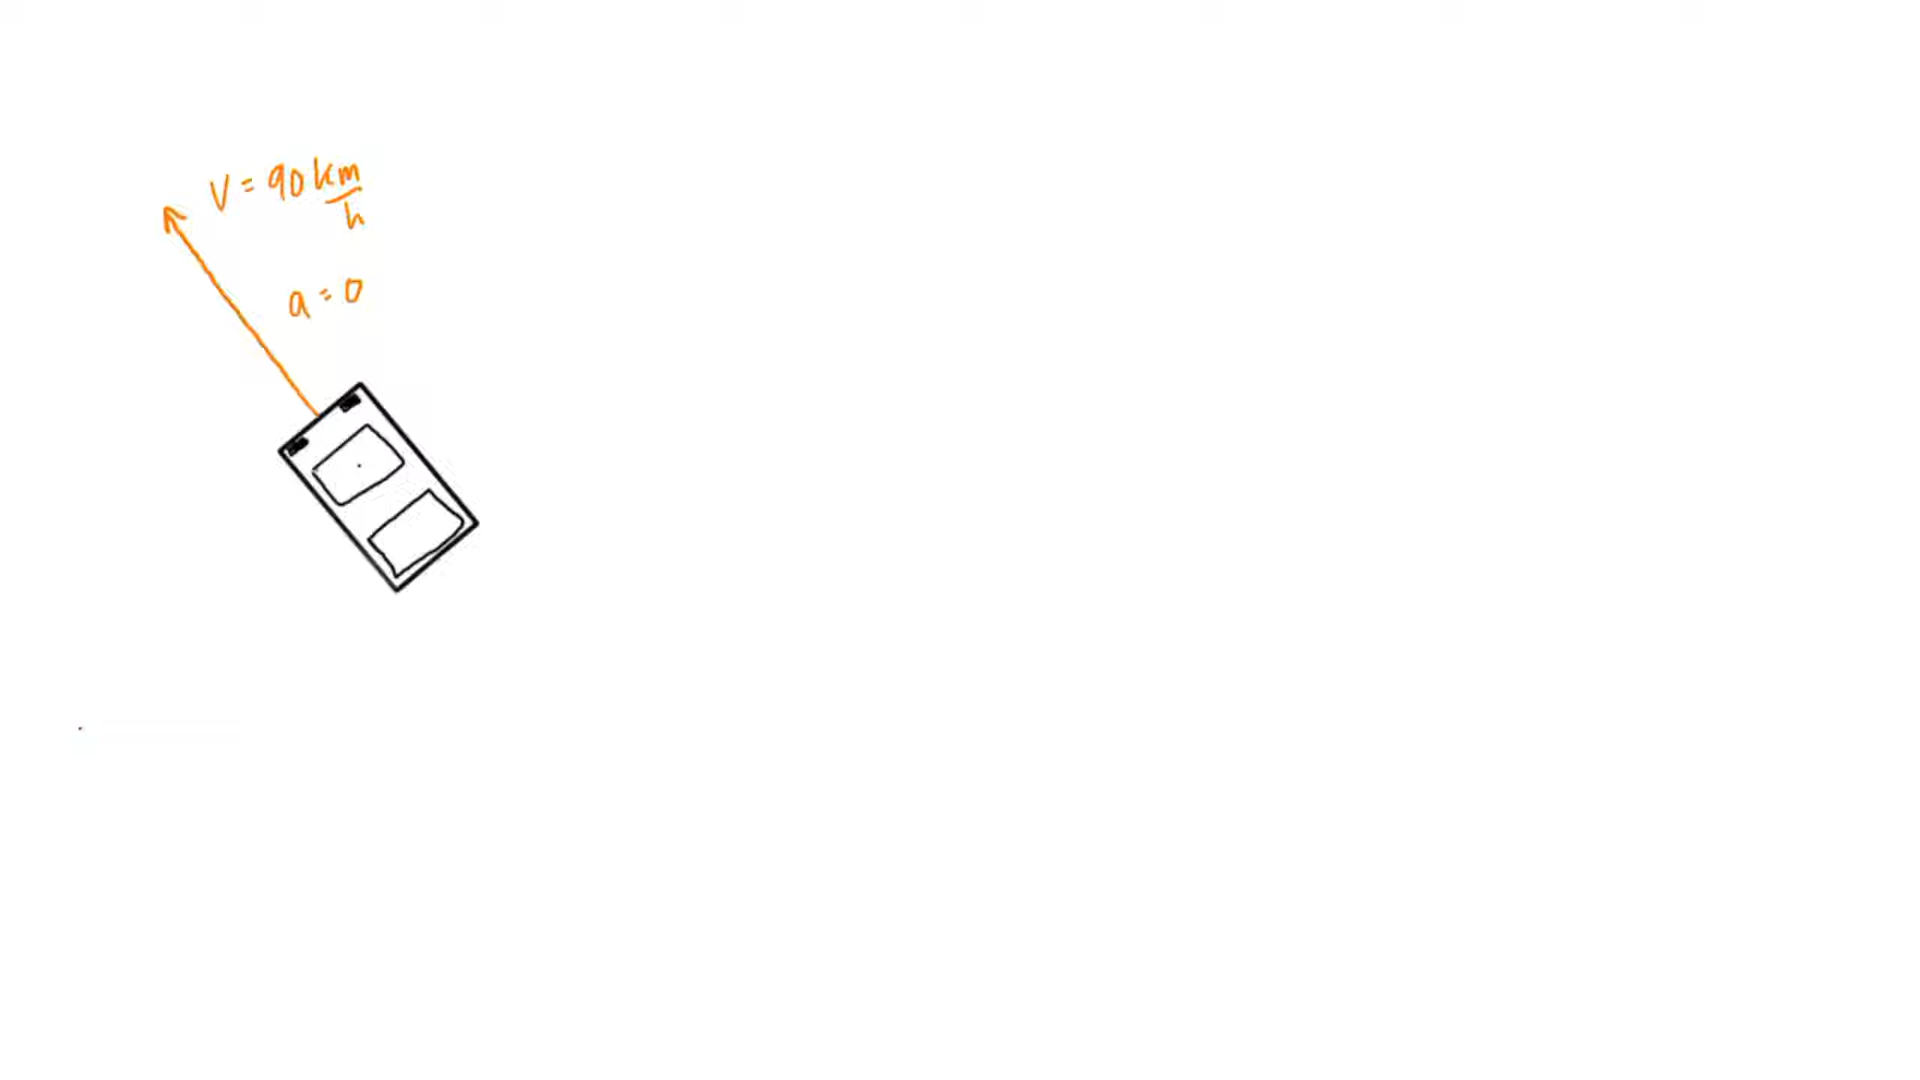 V = 90 km/h
a = 0